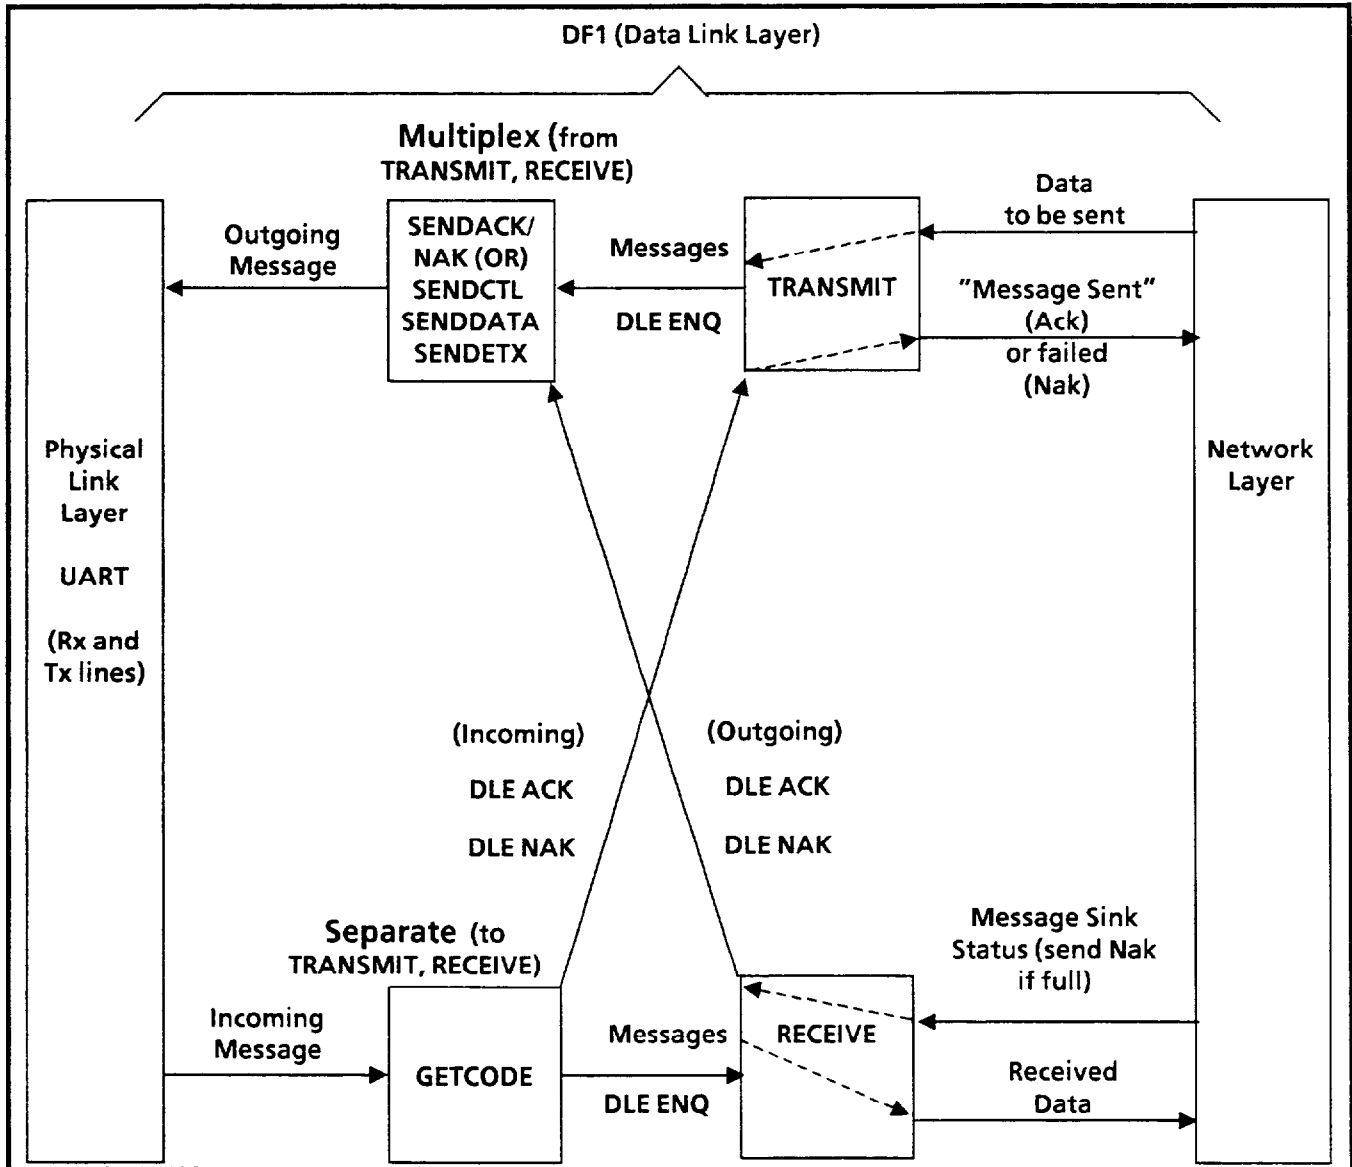 DF1 (Data Link Layer)
Multiplex (from
TRANSMIT, RECEIVE)
SENDACK/
NAK (OR)
SENDCTL
SENDDATA
SENDETX
Outgoing
Message
Messages
DLE ENQ
TRANSMIT
Data
to be sent
"Message Sent"
(Ack)
or failed
(Nak)
Physical
Link
Layer
UART
(Rx and
Tx lines)
Network
Layer
(Incoming)
DLE ACK
DLE NAK
(Outgoing)
DLE ACK
DLE NAK
Separate (to
TRANSMIT, RECEIVE)
Incoming
Message
GETCODE
Messages
DLE ENQ
RECEIVE
Message Sink
Status (send Nak
if full)
Received
Data